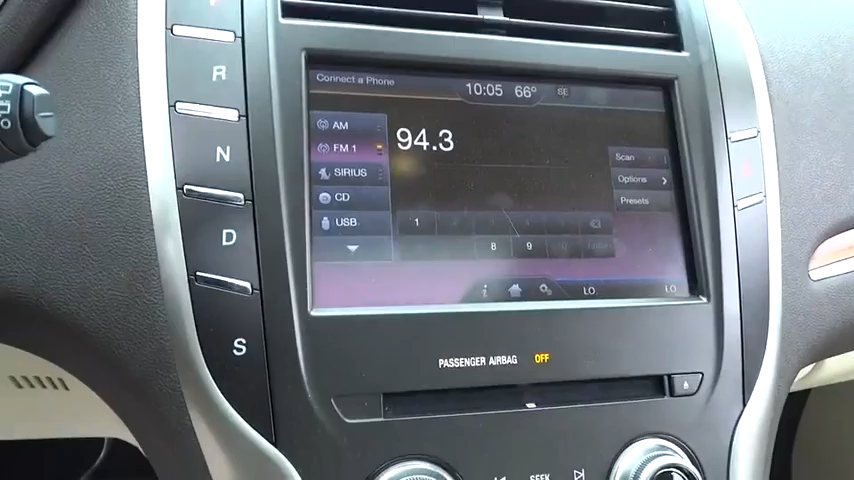 P
R
N
D
S
Connect a Phone
10:05 66° SE
AM
FM 1
SIRIUS
CD
USB
94.3
Scan
Options
Presets
1
8 9
LO LO
PASSENGER AIRBAG OFF
SEEK